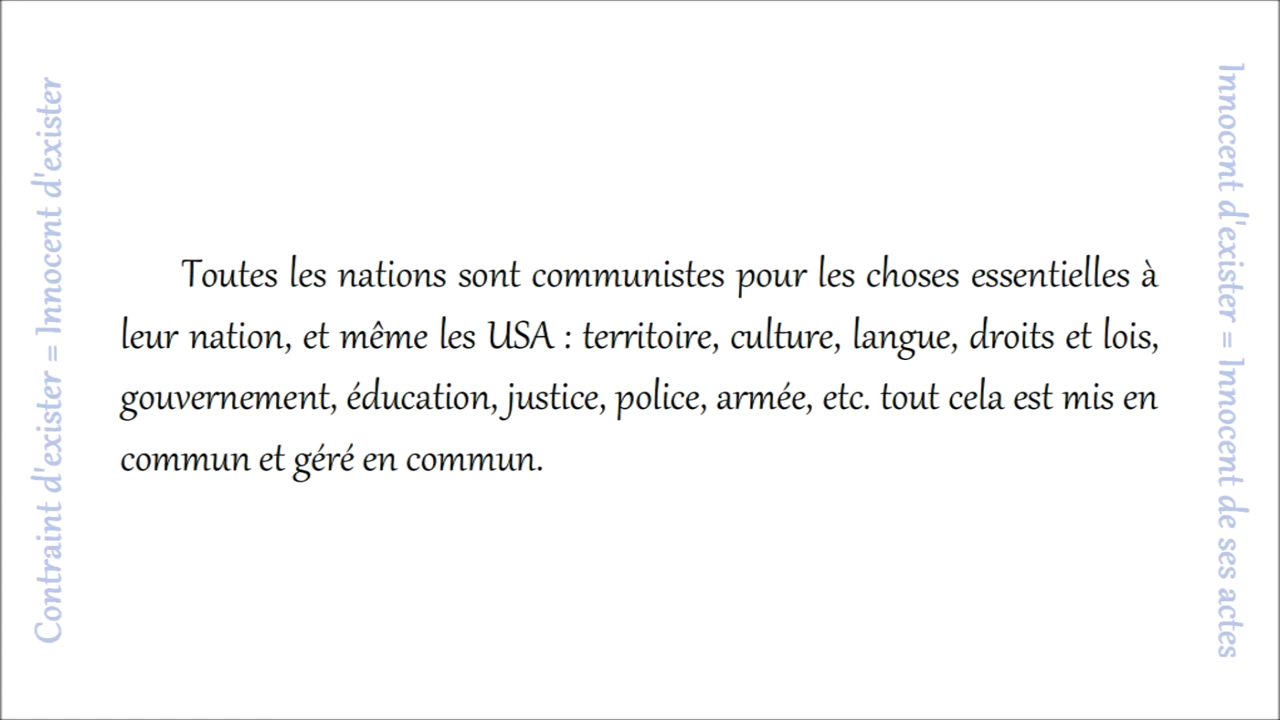 Contraint d'exister = Innocent d'exister
Toutes les nations sont communistes pour les choses essentielles à
leur nation, et même les USA : territoire, culture, langue, droits et lois,
gouvernement, éducation, justice, police, armée, etc. tout cela est mis en
commun et géré en commun.
Innocent d'exister = Innocent de ses actes